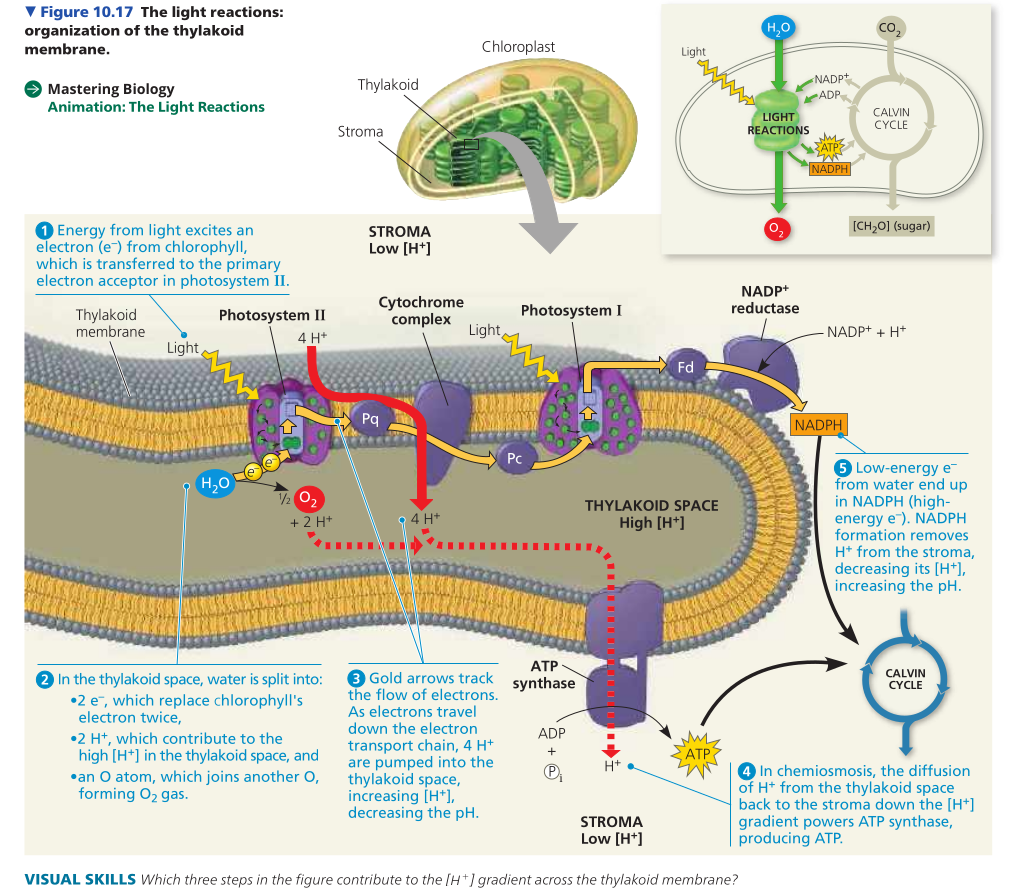 ▼ Figure 10.17 The light reactions:
organization of the thylakoid
membrane.
Mastering Biology
Animation: The Light Reactions
Chloroplast
Thylakoid
Stroma
H₂O
CO₂
Light
NADP⁺
ADP
LIGHT
REACTIONS
CALVIN
CYCLE
ATP
NADPH
O₂
[CH₂O] (sugar)
1 Energy from light excites an
electron (e⁻) from chlorophyll,
which is transferred to the primary
electron acceptor in photosystem II.
STROMA
Low [H⁺]
Thylakoid
membrane
Photosystem II
4 H⁺
Light
Cytochrome
complex
Light
Photosystem I
NADP⁺
reductase
NADP⁺ + H⁺
Fd
Pq
Pc
NADPH
e⁻
e⁻
H₂O
½ O₂
+ 2 H⁺
4 H⁺
THYLAKOID SPACE
High [H⁺]
5 Low-energy e⁻
from water end up
in NADPH (high-
energy e⁻). NADPH
formation removes
H⁺ from the stroma,
decreasing its [H⁺],
increasing the pH.
2 In the thylakoid space, water is split into:
•2 e⁻, which replace chlorophyll's
electron twice,
•2 H⁺, which contribute to the
high [H⁺] in the thylakoid space, and
•an O atom, which joins another O,
forming O₂ gas.
3 Gold arrows track
the flow of electrons.
As electrons travel
down the electron
transport chain, 4 H⁺
are pumped into the
thylakoid space,
increasing [H⁺],
decreasing the pH.
ATP
synthase
ADP
+
Pi
H⁺
ATP
CALVIN
CYCLE
4 In chemiosmosis, the diffusion
of H⁺ from the thylakoid space
back to the stroma down the [H⁺]
gradient powers ATP synthase,
producing ATP.
STROMA
Low [H⁺]
VISUAL SKILLS Which three steps in the figure contribute to the [H⁺] gradient across the thylakoid membrane?